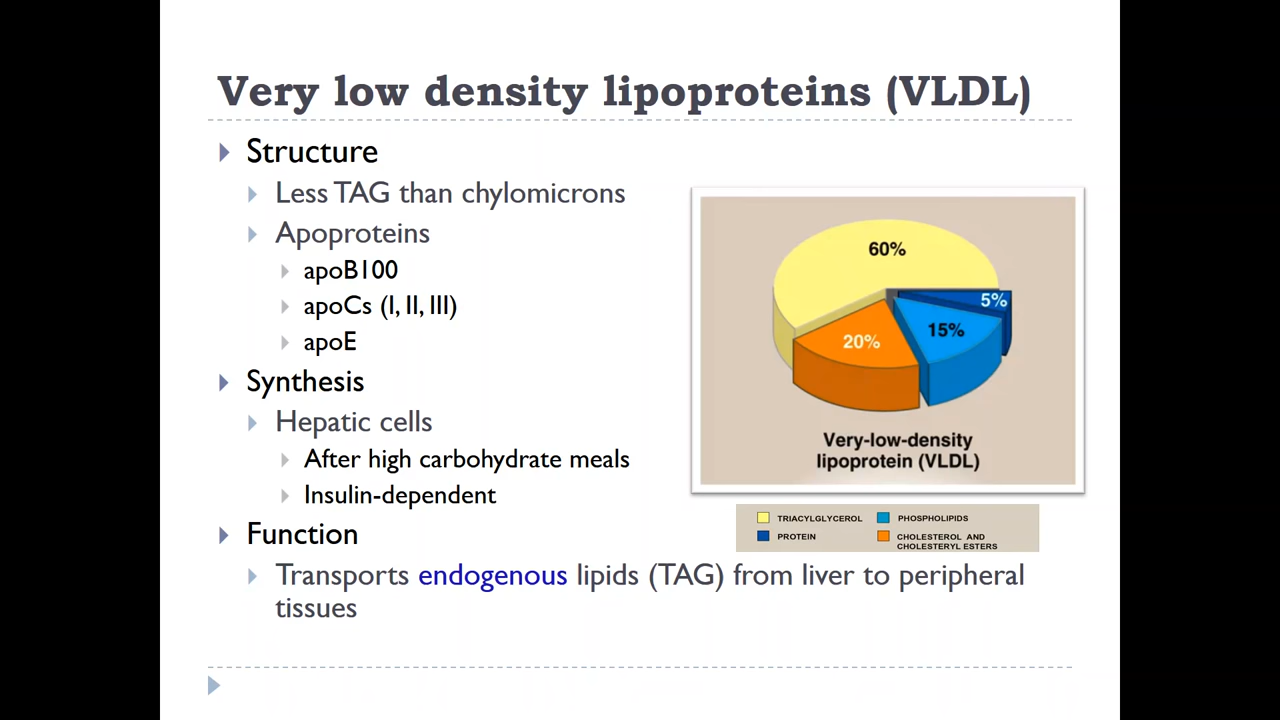 Very low density lipoproteins (VLDL)
Structure
Less TAG than chylomicrons
Apoproteins
apoB100
apoCs (I, II, III)
apoE
Synthesis
Hepatic cells
After high carbohydrate meals
Insulin-dependent
Function
Transports endogenous lipids (TAG) from liver to peripheral
tissues
60%
5%
15%
20%
Very-low-density
lipoprotein (VLDL)
TRIACYLGLYCEROL
PHOSPHOLIPIDS
PROTEIN
CHOLESTEROL AND
CHOLESTERYL ESTERS